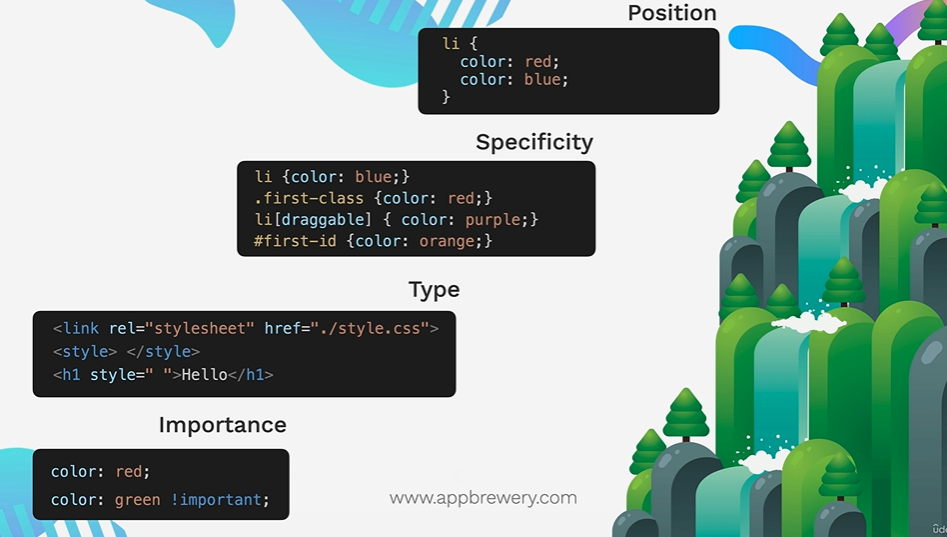 Position
li {
  color: red;
  color: blue;
}
Specificity
li {color: blue;}
.first-class {color: red;}
li[draggable] { color: purple;}
#first-id {color: orange;}
Type
<link rel="stylesheet" href="./style.css">
<style> </style>
<h1 style=" ">Hello</h1>
Importance
color: red;
color: green !important;
www.appbrewery.com